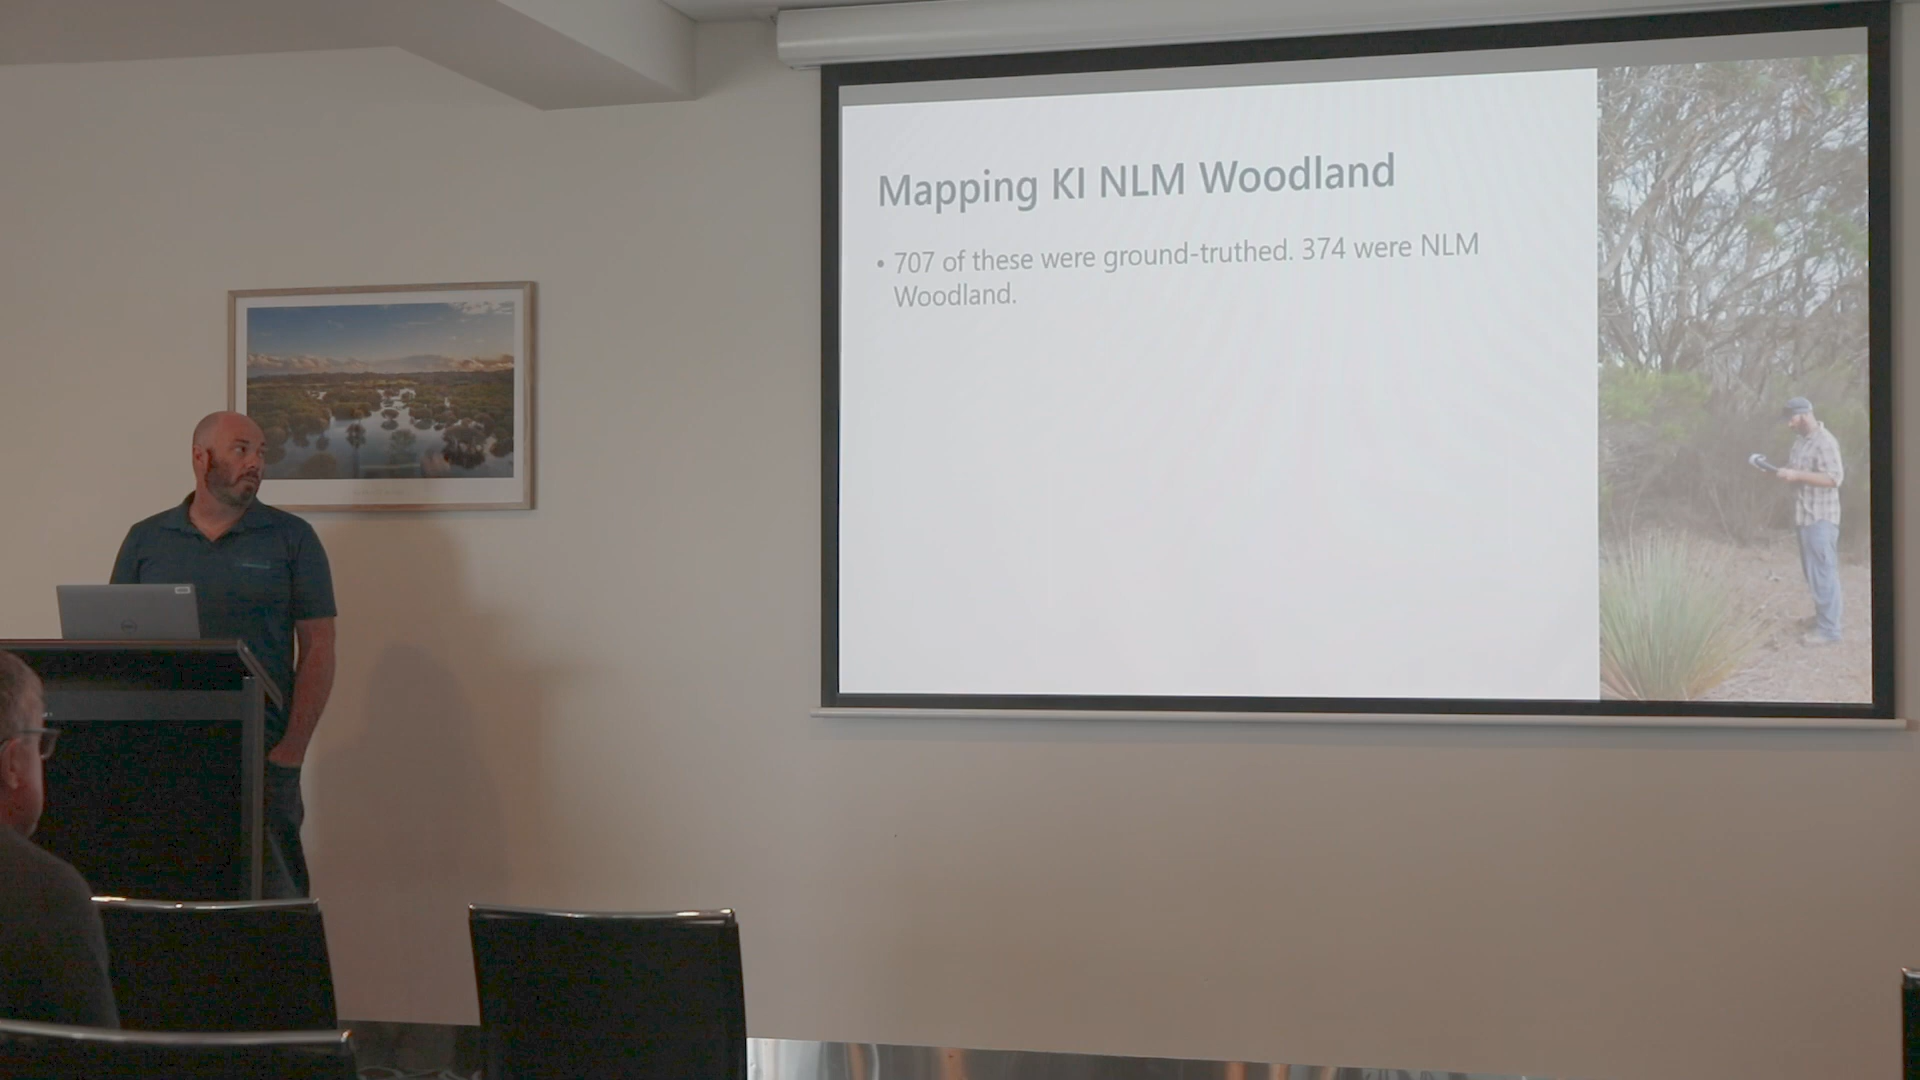 Mapping KI NLM Woodland
• 707 of these were ground-truthed. 374 were NLM
Woodland.